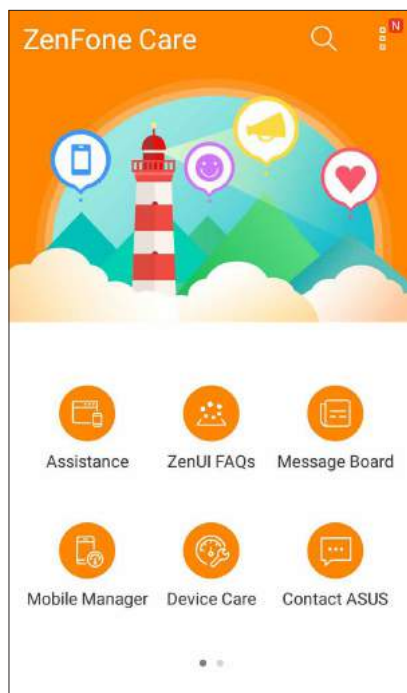 ZenFone Care
N
Assistance
ZenUI FAQs
Message Board
Mobile Manager
Device Care
Contact ASUS